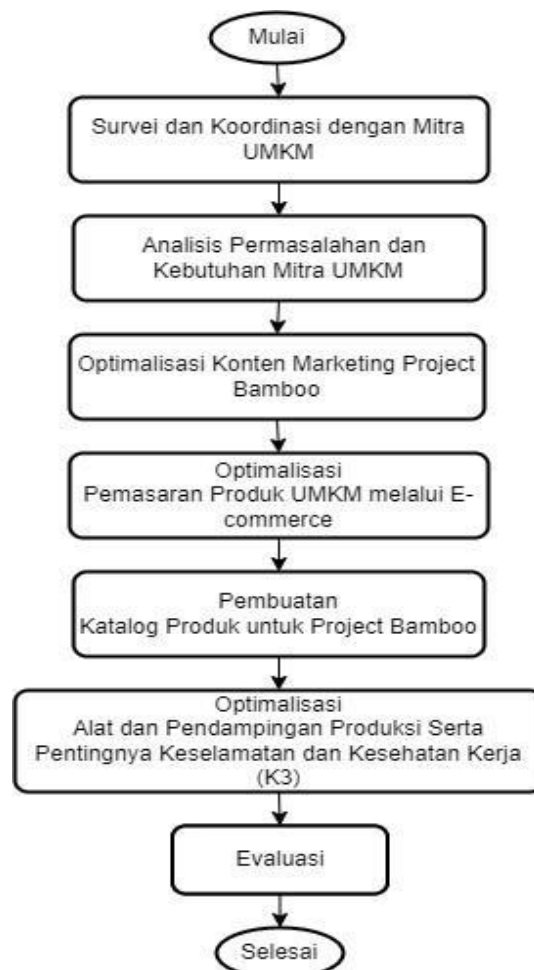 Mulai
Survei dan Koordinasi dengan Mitra
UMKM
Analisis Permasalahan dan
Kebutuhan Mitra UMKM
Optimalisasi Konten Marketing Project
Bamboo
Optimalisasi
Pemasaran Produk UMKM melalui E-
commerce
Pembuatan
Katalog Produk untuk Project Bamboo
Optimalisasi
Alat dan Pendampingan Produksi Serta
Pentingnya Keselamatan dan Kesehatan Kerja
(K3)
Evaluasi
Selesai